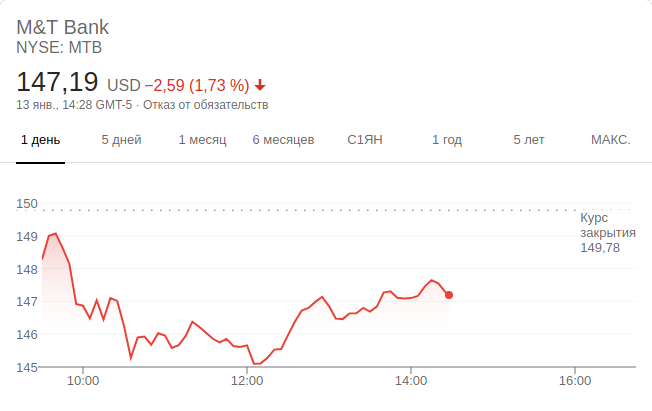 M&T Bank
NYSE: MTB
147,19 USD −2,59 (1,73 %)
13 янв., 14:28 GMT-5 · Отказ от обязательств
1 день 5 дней 1 месяц 6 месяцев С1ЯН 1 год 5 лет МАКС.
150
Курс
закрытия
149,78
149
148
147
146
145
10:00 12:00 14:00 16:00